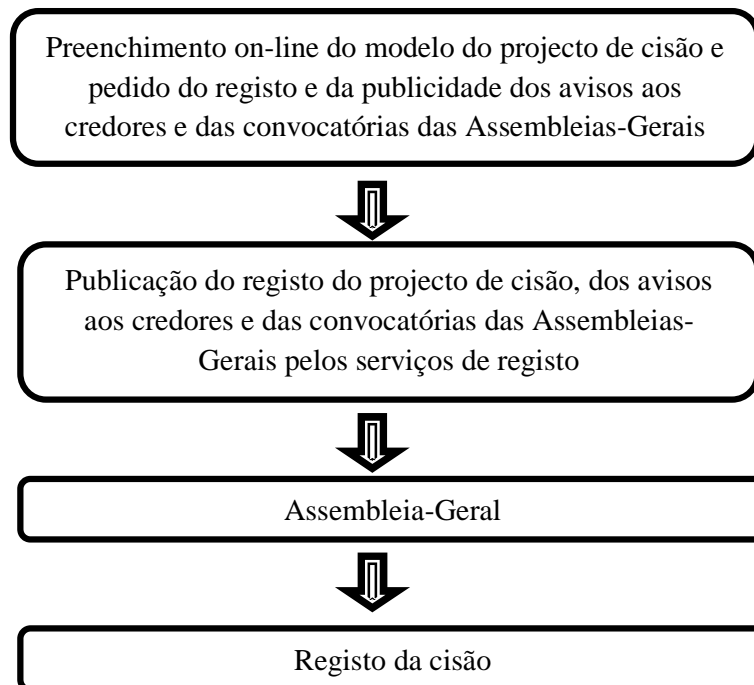 Preenchimento on-line do modelo do projecto de cisão e
pedido do registo e da publicidade dos avisos aos
credores e das convocatórias das Assembleias-Gerais
Publicação do registo do projecto de cisão, dos avisos
aos credores e das convocatórias das Assembleias-
Gerais pelos serviços de registo
Assembleia-Geral
Registo da cisão